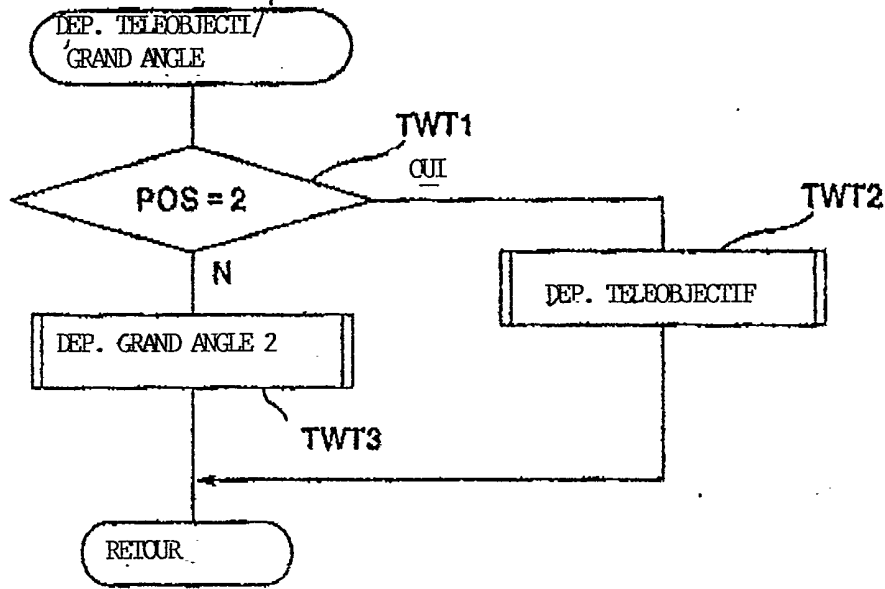 DEP. TELEOBJECTI/
GRAND ANGLE
TWT1
OUI
POS = 2
TWT2
N
DEP. TELEOBJECTIF
DEP. GRAND ANGLE 2
TWT3
RETOUR